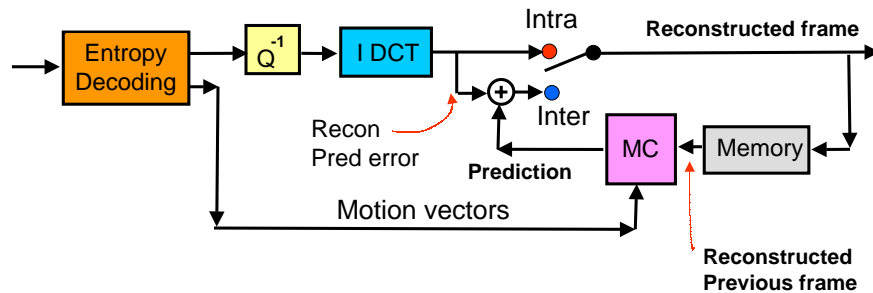 Intra
Reconstructed frame
Entropy
Decoding
Q
-1
I DCT
+
Inter
Recon
Pred error
Prediction
MC
Memory
Motion vectors
Reconstructed
Previous frame